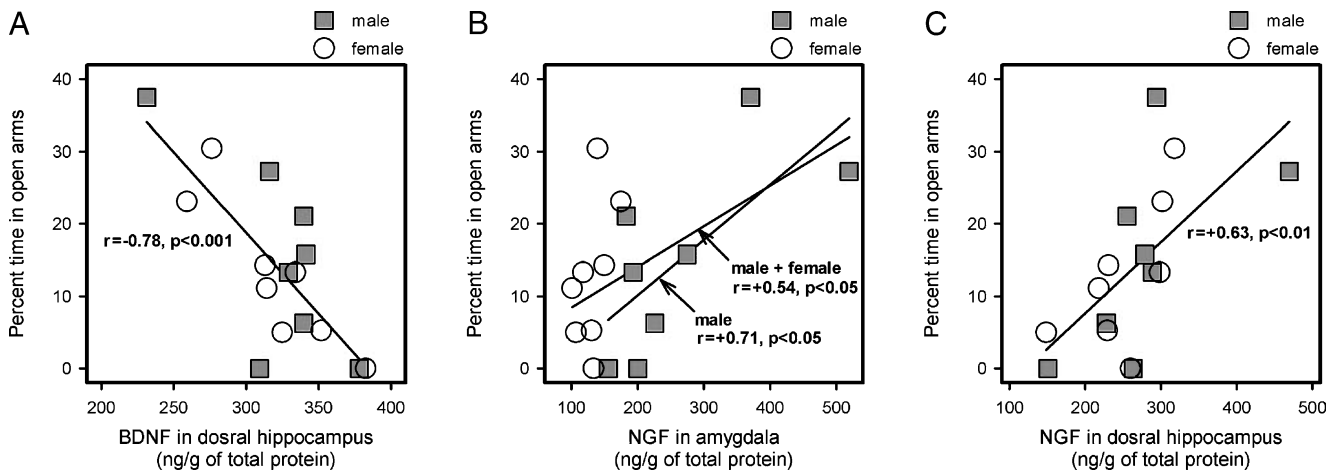 A
male
female
Percent time in open arms
40
30
20
10
0
r=-0.78, p<0.001
200 250 300 350 400
BDNF in dosral hippocampus
(ng/g of total protein)
B
male
female
Percent time in open arms
40
30
20
10
0
male + female
r=+0.54, p<0.05
male
r=+0.71, p<0.05
100 200 300 400 500
NGF in amygdala
(ng/g of total protein)
C
male
female
Percent time in open arms
40
30
20
10
0
r=+0.63, p<0.01
100 200 300 400 500
NGF in dosral hippocampus
(ng/g of total protein)